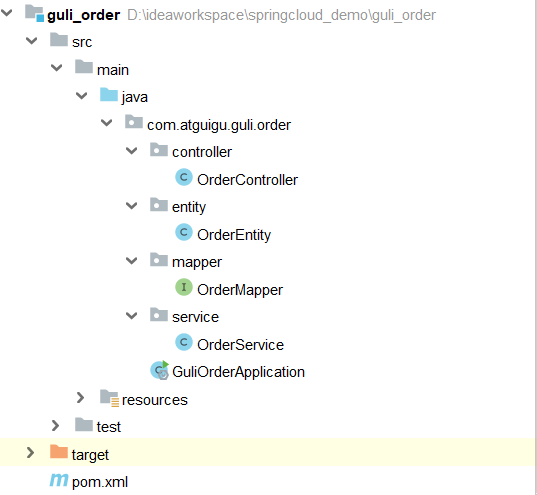 guli_order D:\ideaworkspace\springcloud_demo\guli_order
src
main
java
com.atguigu.guli.order
controller
C OrderController
entity
C OrderEntity
mapper
I OrderMapper
service
C OrderService
C GuliOrderApplication
resources
test
target
m pom.xml